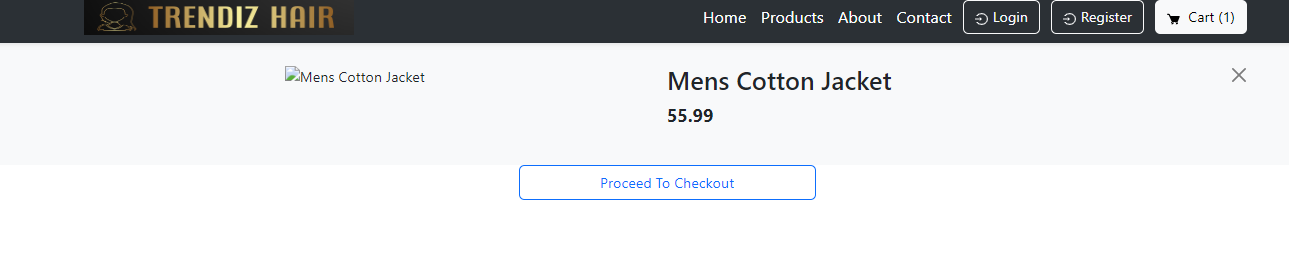 TRENDIZ HAIR
Home Products About Contact Login Register Cart (1)
Mens Cotton Jacket
Mens Cotton Jacket
55.99
Proceed To Checkout